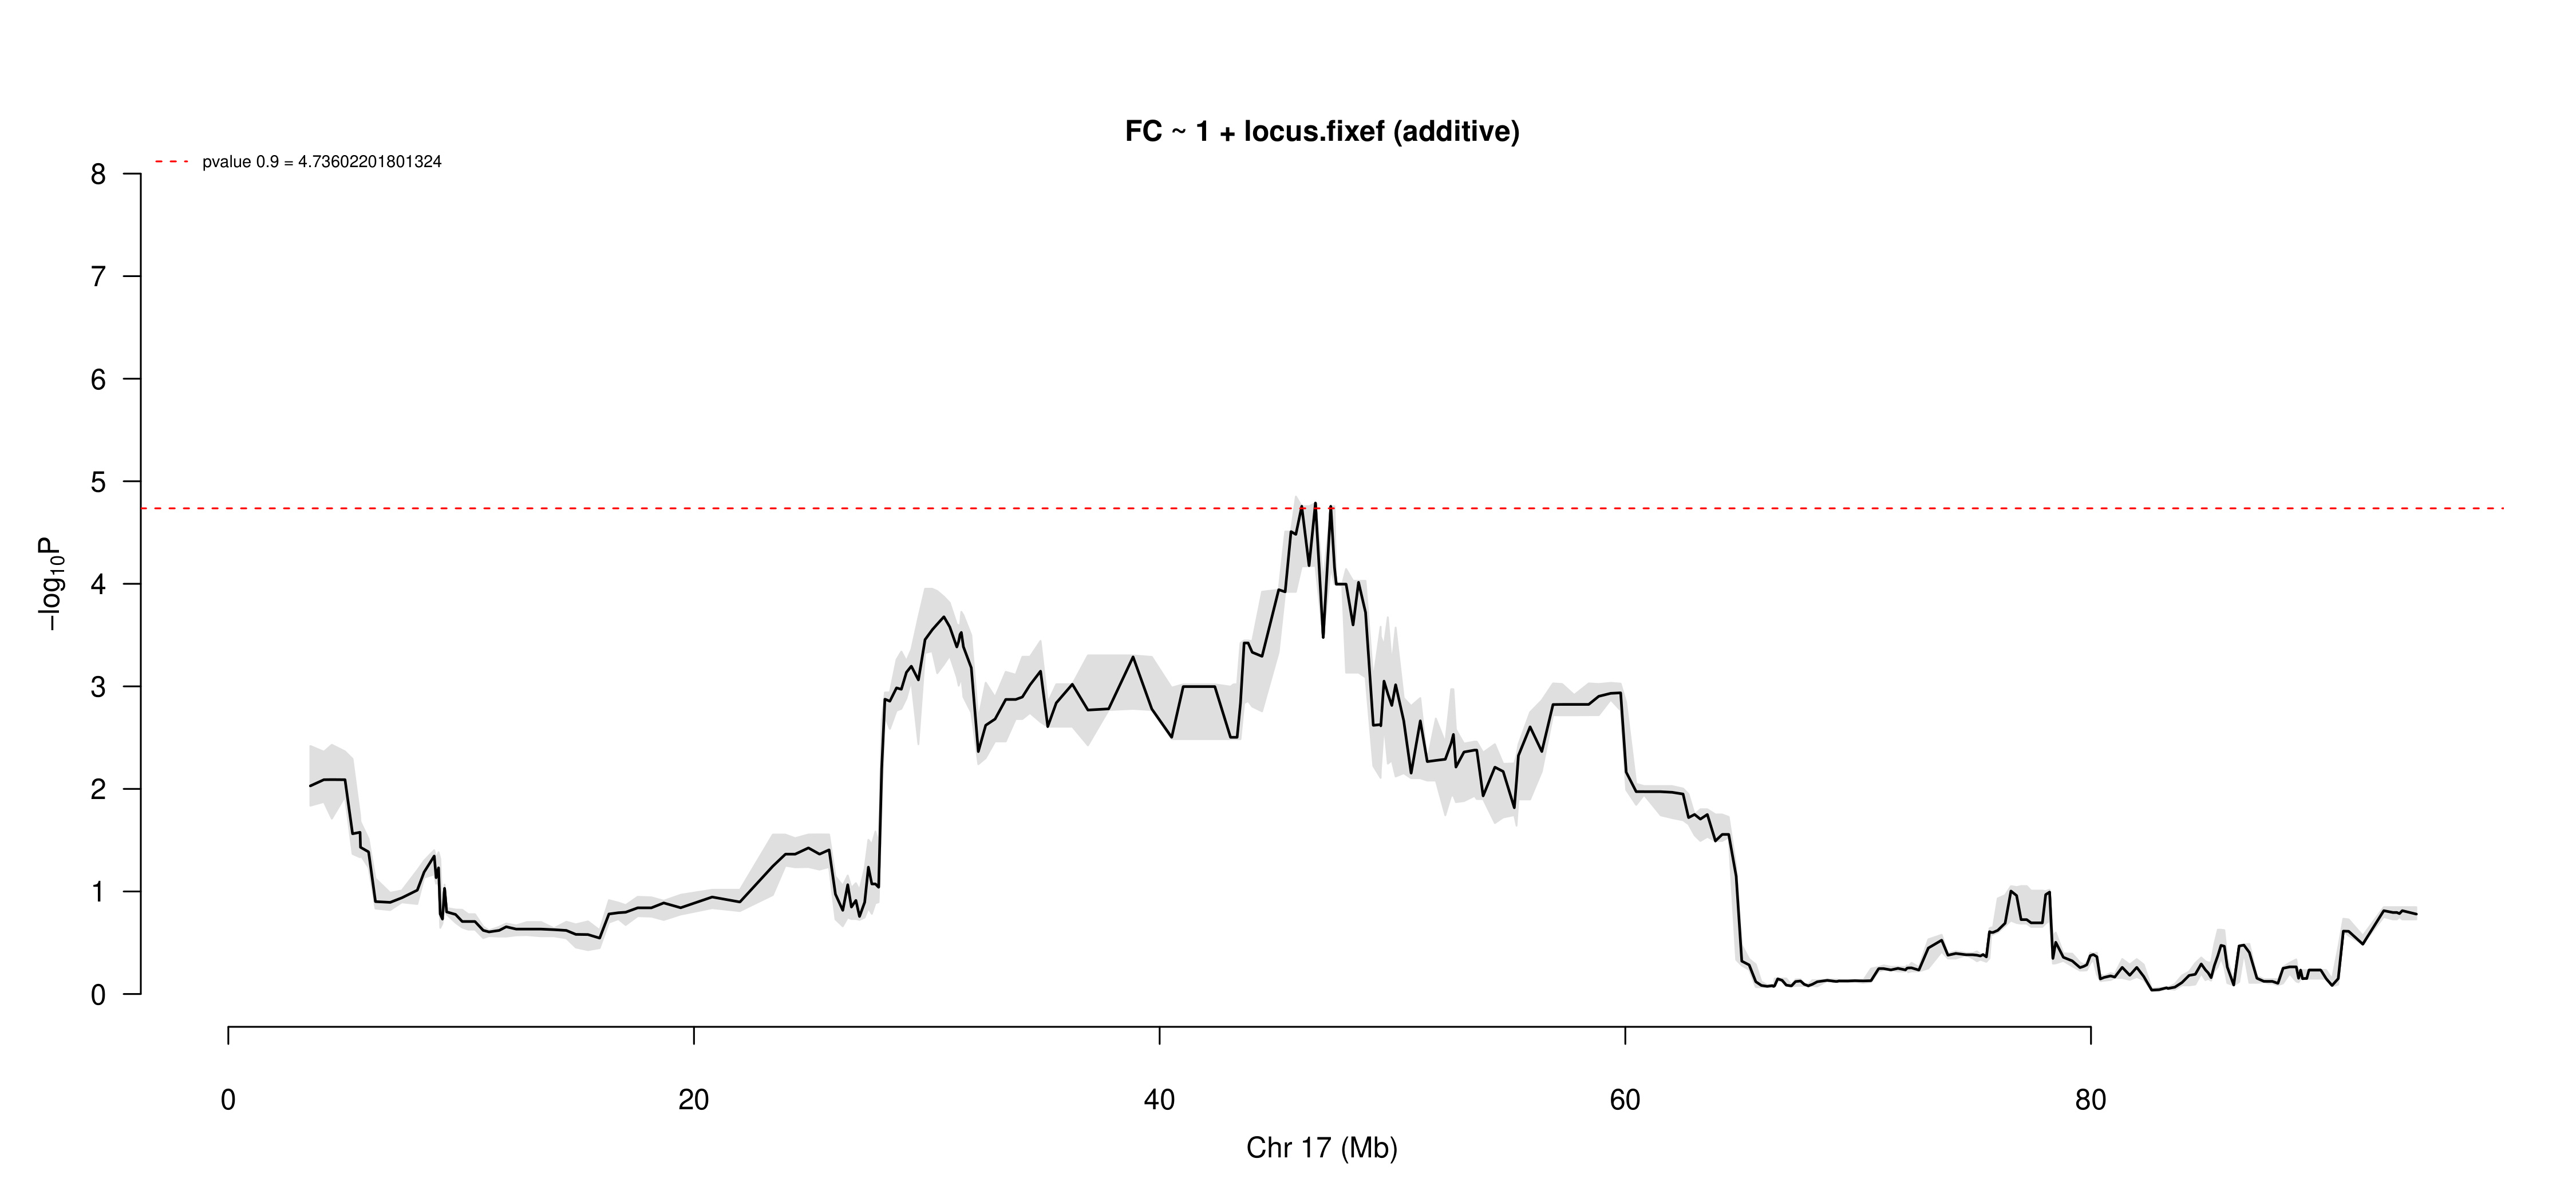 FC ~ 1 + locus.fixef (additive)
pvalue 0.9 = 4.73602201801324
8
7
6
5
4
3
2
1
0
−log10P
0 20 40 60 80
Chr 17 (Mb)